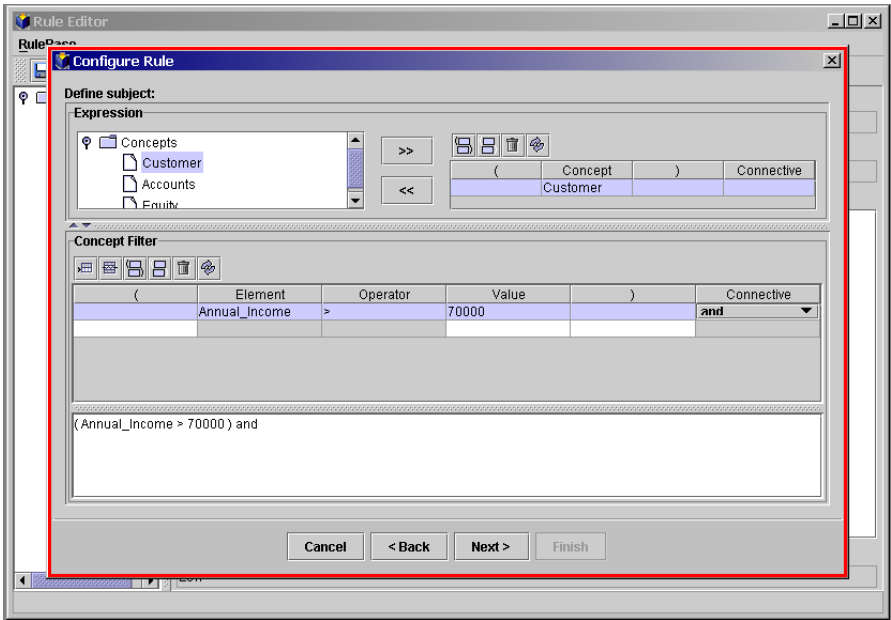 Rule Editor
RuleBase
Configure Rule
Define subject:
Expression
Concepts
Customer
Accounts
Equity
>>
<<
( Concept ) Connective
Customer
Concept Filter
( Element Operator Value ) Connective
Annual_Income > 70000 and
( Annual_Income > 70000 ) and
Cancel < Back Next > Finish